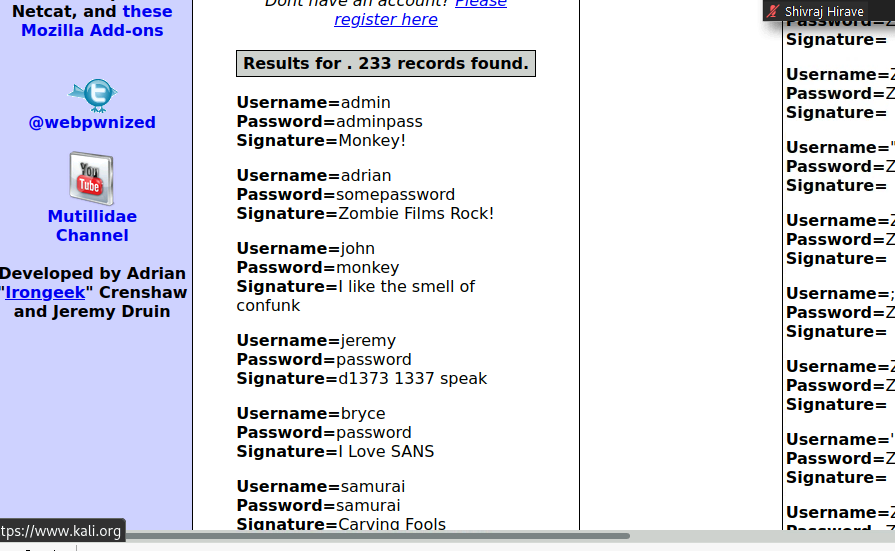 Netcat, and these
Mozilla Add-ons
@webpwnized
You
Tube
Mutillidae
Channel
Developed by Adrian
"Irongeek" Crenshaw
and Jeremy Druin
tps://www.kali.org
Dont have an account? Please
register here
Results for . 233 records found.
Username=admin
Password=adminpass
Signature=Monkey!
Username=adrian
Password=somepassword
Signature=Zombie Films Rock!
Username=john
Password=monkey
Signature=I like the smell of
confunk
Username=jeremy
Password=password
Signature=d1373 1337 speak
Username=bryce
Password=password
Signature=I Love SANS
Username=samurai
Password=samurai
Signature=Carving Fools
Shivraj Hirave
Signature=
Username=Z
Password=Z
Signature=
Username="
Password=Z
Signature=
Username=Z
Password=Z
Signature=
Username=;
Password=Z
Signature=
Username=Z
Password=Z
Signature=
Username='
Password=Z
Signature=
Username=Z